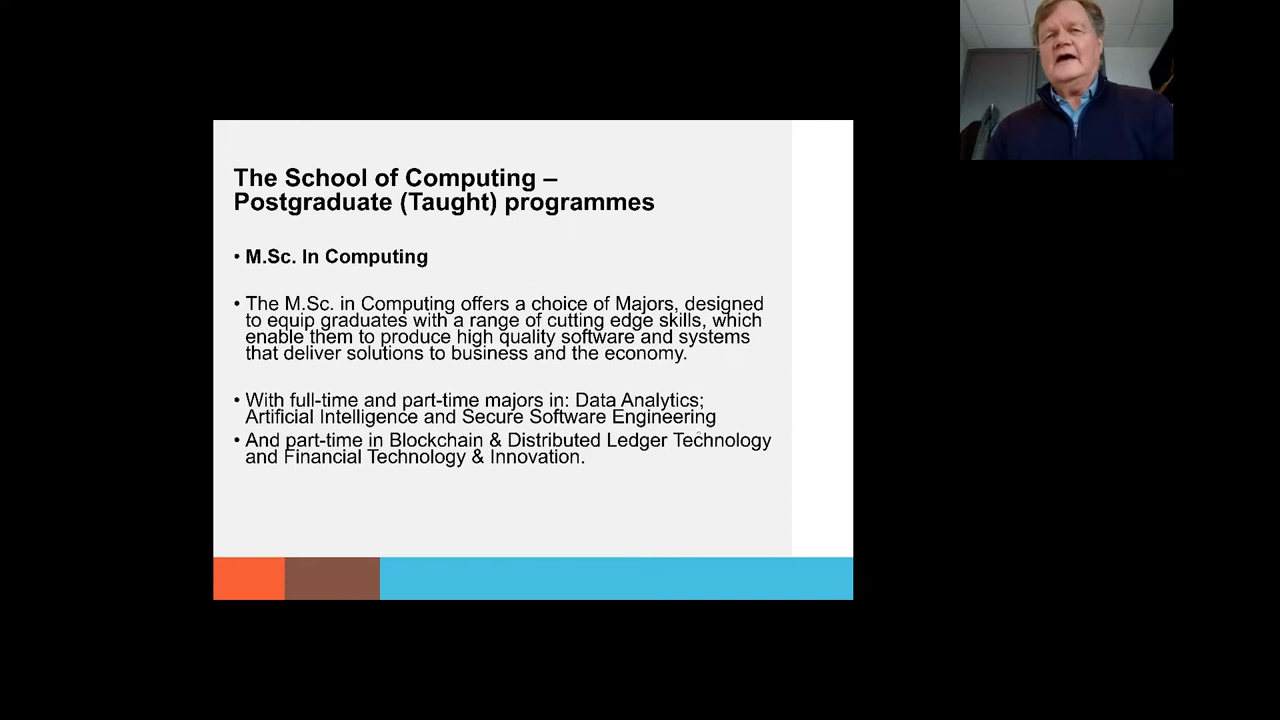 The School of Computing –
Postgraduate (Taught) programmes
• M.Sc. In Computing
• The M.Sc. in Computing offers a choice of Majors, designed
to equip graduates with a range of cutting edge skills, which
enable them to produce high quality software and systems
that deliver solutions to business and the economy.
• With full-time and part-time majors in: Data Analytics;
Artificial Intelligence and Secure Software Engineering
• And part-time in Blockchain & Distributed Ledger Technology
and Financial Technology & Innovation.